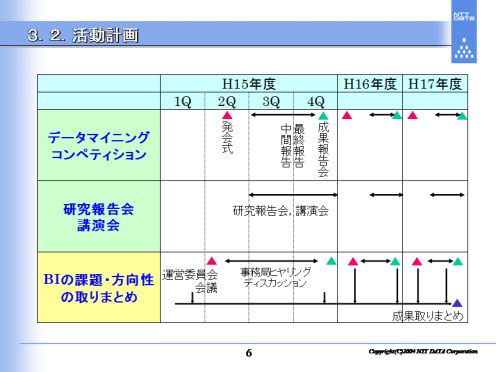 NTT DATA
3．2．活動計画
H15年度 H16年度 H17年度
1Q 2Q 3Q 4Q
データマイニング
コンペティション
発会式
中間報告
最終報告
成果報告会
研究報告会
講演会
研究報告会,講演会
BIの課題・方向性
の取りまとめ
運営委員会
会議
事務局ヒヤリング
ディスカッション
成果取りまとめ
6
Copyright(C)2004 NTT DATA Corporation